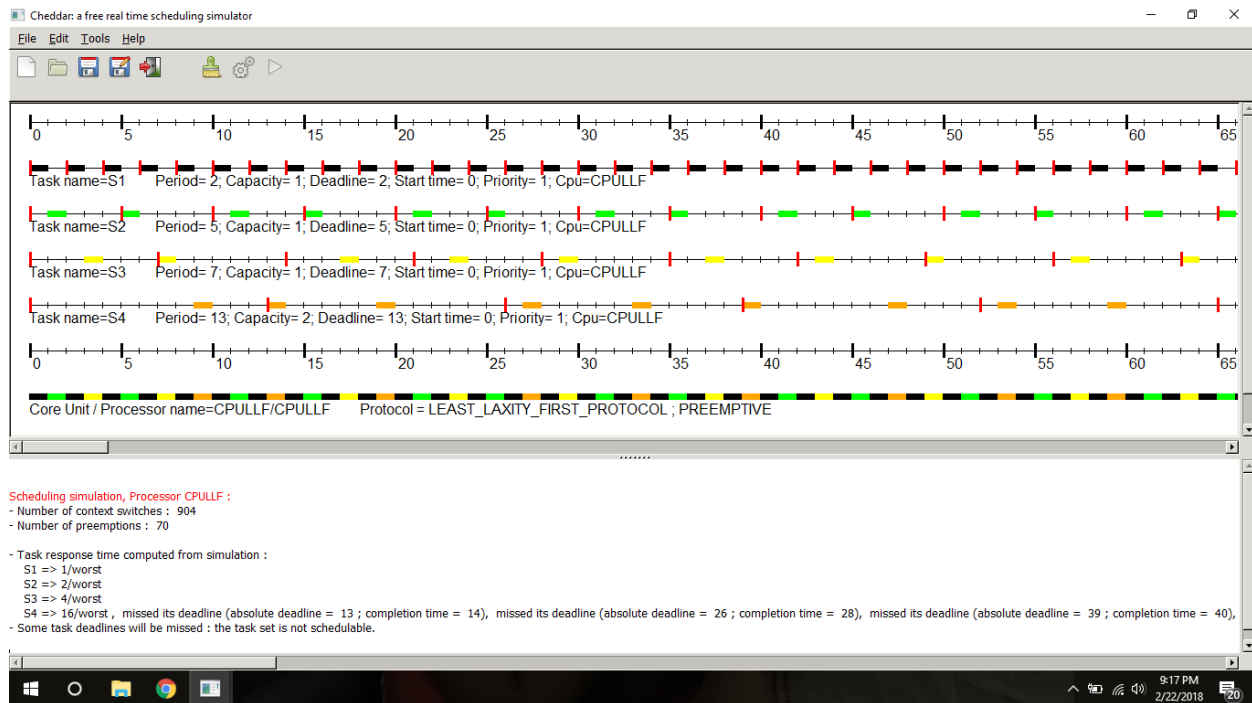 Cheddar: a free real time scheduling simulator
File Edit Tools Help
0 5 10 15 20 25 30 35 40 45 50 55 60 65
Task name=S1 Period= 2; Capacity= 1; Deadline= 2; Start time= 0; Priority= 1; Cpu=CPULLF
Task name=S2 Period= 5; Capacity= 1; Deadline= 5; Start time= 0; Priority= 1; Cpu=CPULLF
Task name=S3 Period= 7; Capacity= 1; Deadline= 7; Start time= 0; Priority= 1; Cpu=CPULLF
Task name=S4 Period= 13; Capacity= 2; Deadline= 13; Start time= 0; Priority= 1; Cpu=CPULLF
0 5 10 15 20 25 30 35 40 45 50 55 60 65
Core Unit / Processor name=CPULLF/CPULLF Protocol = LEAST_LAXITY_FIRST_PROTOCOL ; PREEMPTIVE
Scheduling simulation, Processor CPULLF :
- Number of context switches : 904
- Number of preemptions : 70
- Task response time computed from simulation :
S1 => 1/worst
S2 => 2/worst
S3 => 4/worst
S4 => 16/worst , missed its deadline (absolute deadline = 13 ; completion time = 14), missed its deadline (absolute deadline = 26 ; completion time = 28), missed its deadline (absolute deadline = 39 ; completion time = 40),
- Some task deadlines will be missed : the task set is not schedulable.
9:17 PM
2/22/2018
20